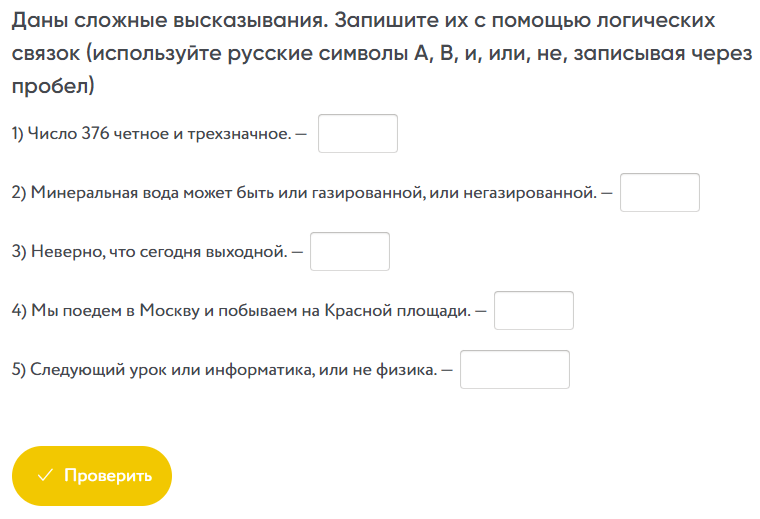 Даны сложные высказывания. Запишите их с помощью логических
связок (используйте русские символы А, В, и, или, не, записывая через
пробел)
1) Число 376 четное и трехзначное. —
2) Минеральная вода может быть или газированной, или негазированной. —
3) Неверно, что сегодня выходной. —
4) Мы поедем в Москву и побываем на Красной площади. —
5) Следующий урок или информатика, или не физика. —
Проверить